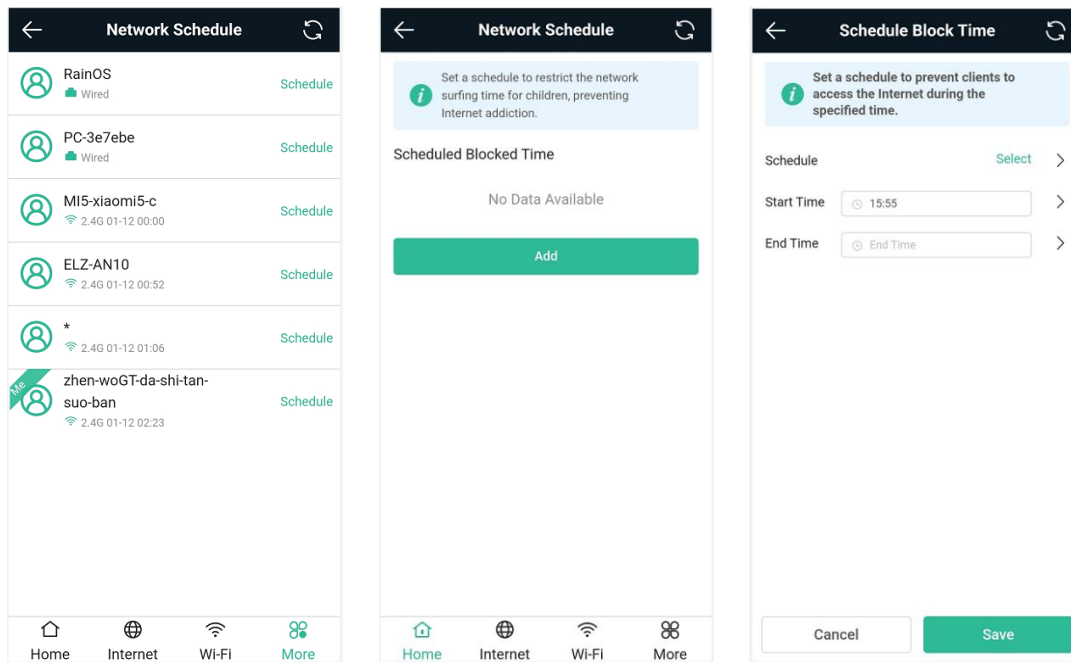 Network Schedule
RainOS
Wired
Schedule
PC-3e7ebe
Wired
Schedule
MI5-xiaomi5-c
2.4G 01-12 00:00
Schedule
ELZ-AN10
2.4G 01-12 00:52
Schedule
*
2.4G 01-12 01:06
Schedule
Me
zhen-woGT-da-shi-tan-
suo-ban
2.4G 01-12 02:23
Schedule
Home Internet Wi-Fi More
Network Schedule
Set a schedule to restrict the network
surfing time for children, preventing
Internet addiction.
Scheduled Blocked Time
No Data Available
Add
Home Internet Wi-Fi More
Schedule Block Time
Set a schedule to prevent clients to
access the Internet during the
specified time.
Schedule Select
Start Time 15:55
End Time End Time
Cancel Save